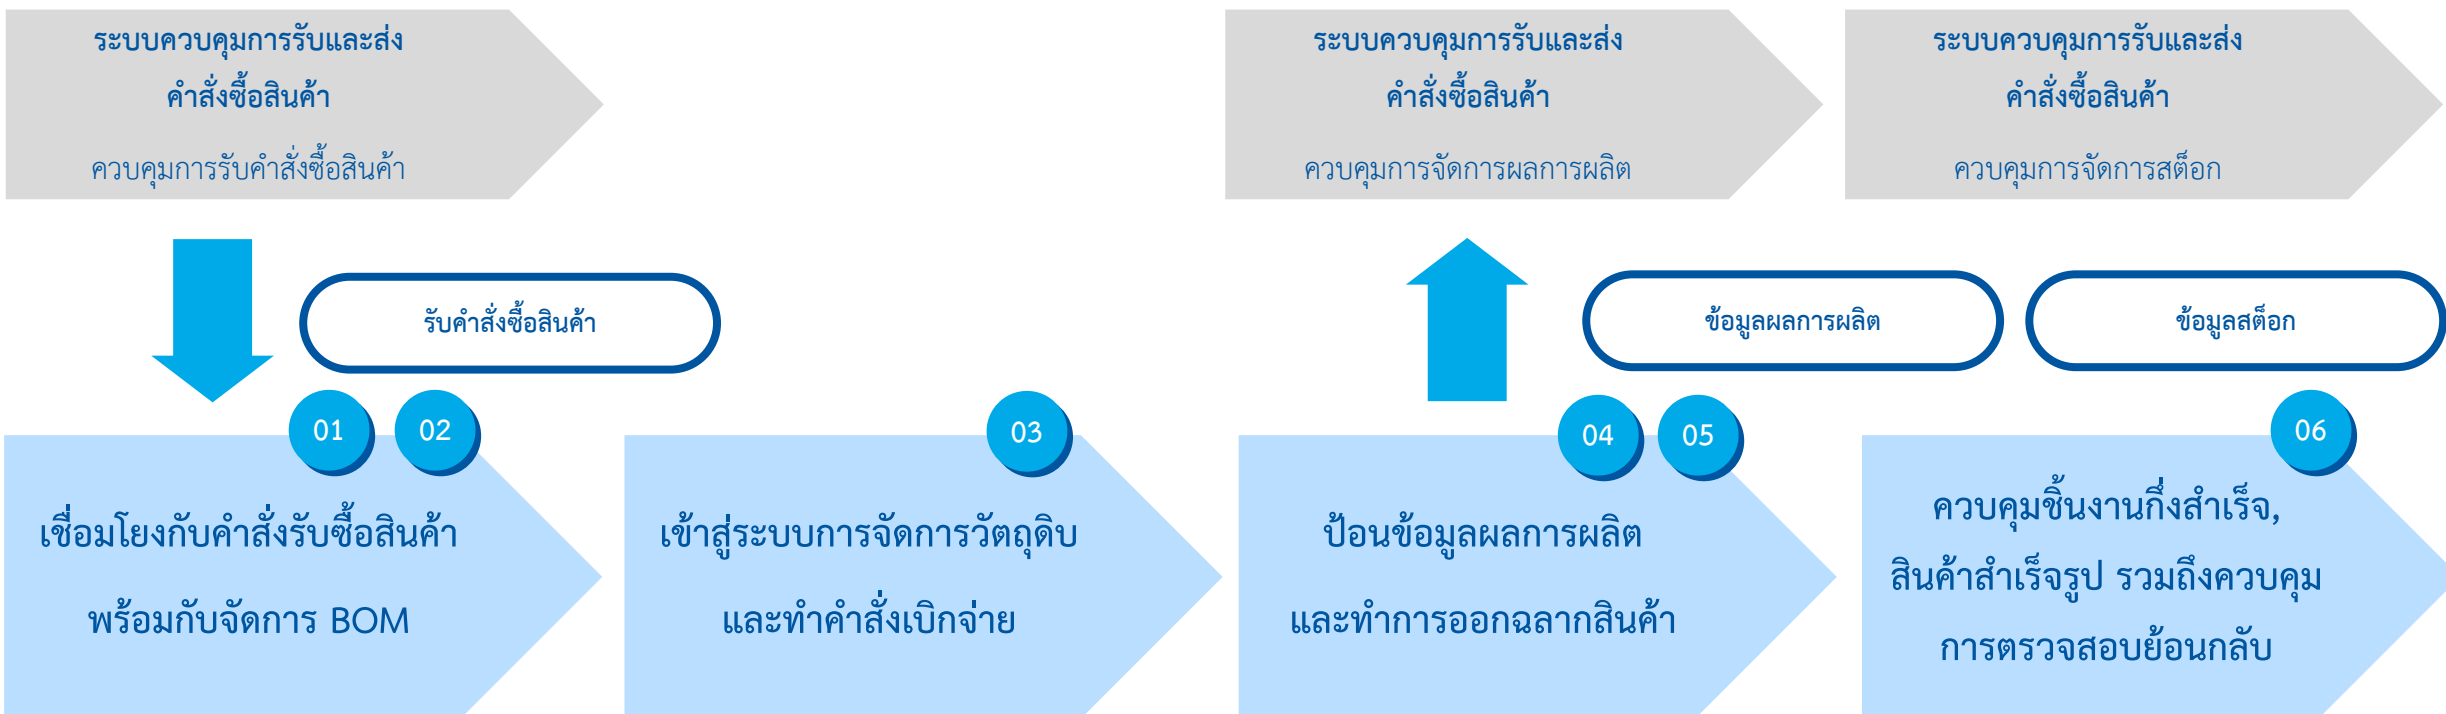 ระบบควบคุมการรับและส่ง
คำสั่งซื้อสินค้า
ควบคุมการรับคำสั่งซื้อสินค้า
ระบบควบคุมการรับและส่ง
คำสั่งซื้อสินค้า
ควบคุมการจัดการผลการผลิต
ระบบควบคุมการรับและส่ง
คำสั่งซื้อสินค้า
ควบคุมการจัดการสต็อก
รับคำสั่งซื้อสินค้า
ข้อมูลผลการผลิต
ข้อมูลสต็อก
01
02
เชื่อมโยงกับคำสั่งรับซื้อสินค้า
พร้อมกับจัดการ BOM
03
เข้าสู่ระบบการจัดการวัตถุดิบ
และทำคำสั่งเบิกจ่าย
04
05
ป้อนข้อมูลผลการผลิต
และทำการออกฉลากสินค้า
06
ควบคุมชิ้นงานกึ่งสำเร็จ,
สินค้าสำเร็จรูป รวมถึงควบคุม
การตรวจสอบย้อนกลับ